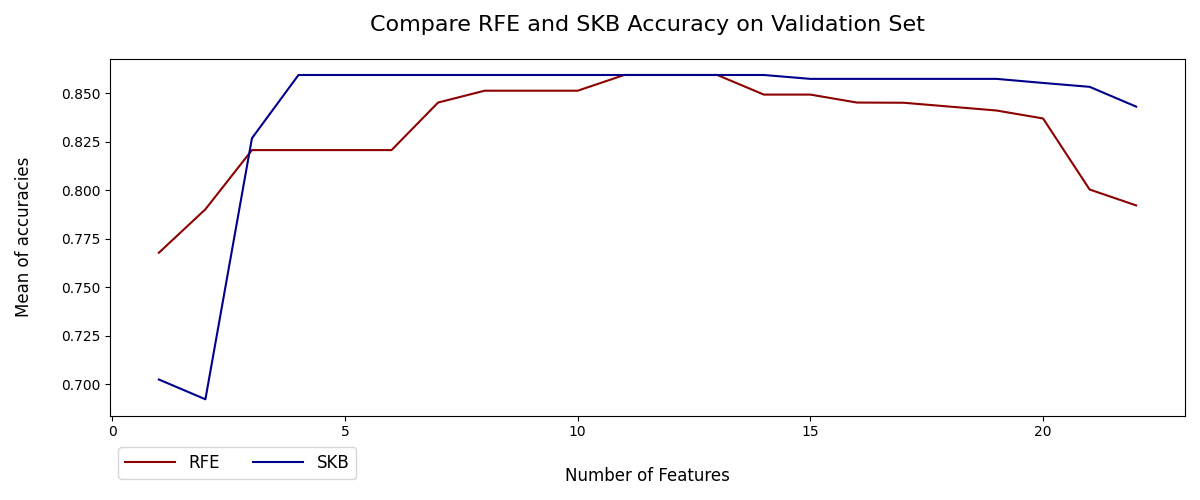 Compare RFE and SKB Accuracy on Validation Set
Mean of accuracies
0.850
0.825
0.800
0.775
0.750
0.725
0.700
0 5 10 15 20
Number of Features
RFE SKB